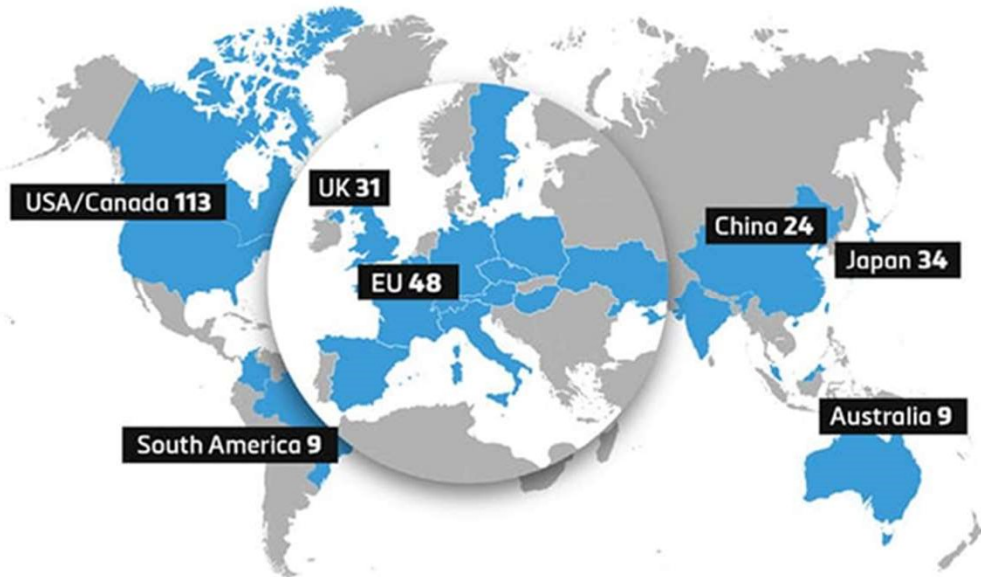 UK 31
USA/Canada 113
China 24
Japan 34
EU 48
Australia 9
South America 9